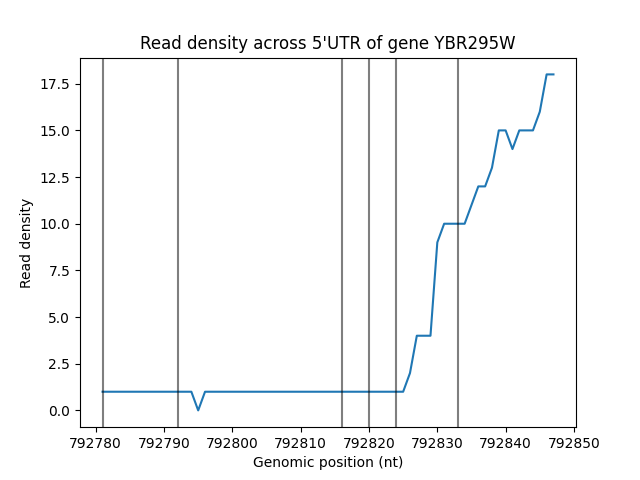 Read density across 5'UTR of gene YBR295W
17.5
15.0
12.5
10.0
7.5
5.0
2.5
0.0
Read density
792780 792790 792800 792810 792820 792830 792840 792850
Genomic position (nt)